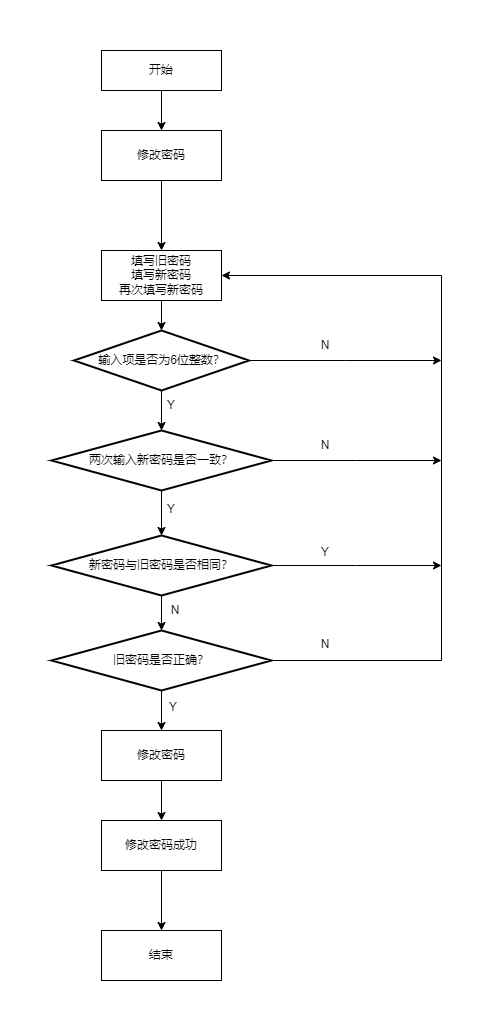 开始
修改密码
填写旧密码
填写新密码
再次填写新密码
输入项是否为6位整数?
N
Y
两次输入新密码是否一致?
N
Y
新密码与旧密码是否相同?
Y
N
旧密码是否正确?
N
Y
修改密码
修改密码成功
结束